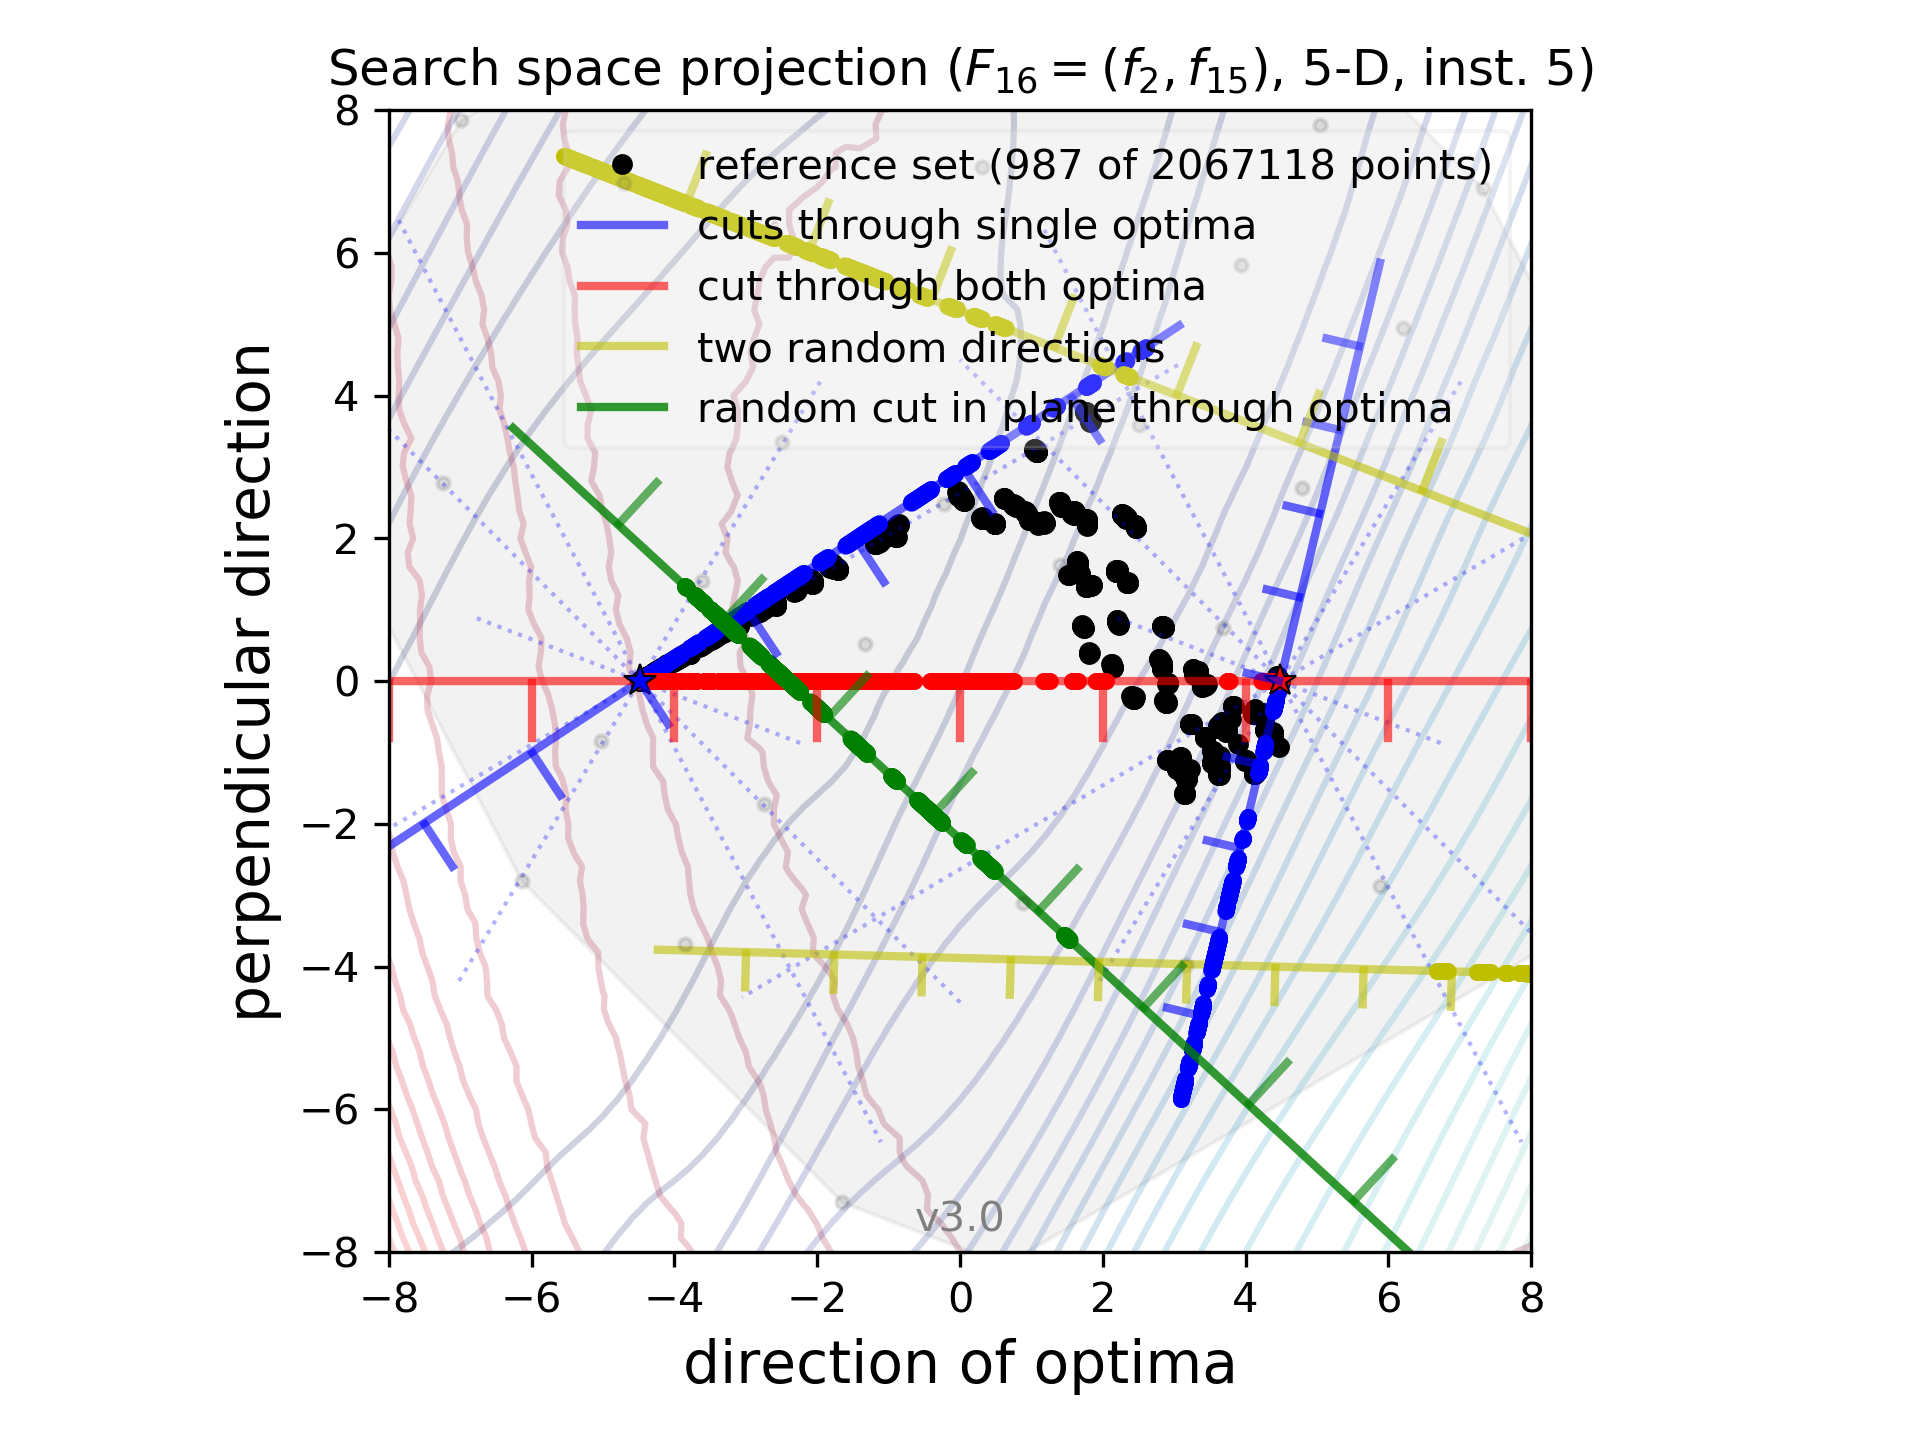 Search space projection (F16 = (f2, f15), 5-D, inst. 5)
8
6
4
2
0
−2
−4
−6
−8
perpendicular direction
reference set (987 of 2067118 points)
cuts through single optima
cut through both optima
two random directions
random cut in plane through optima
v3.0
−8 −6 −4 −2 0 2 4 6 8
direction of optima